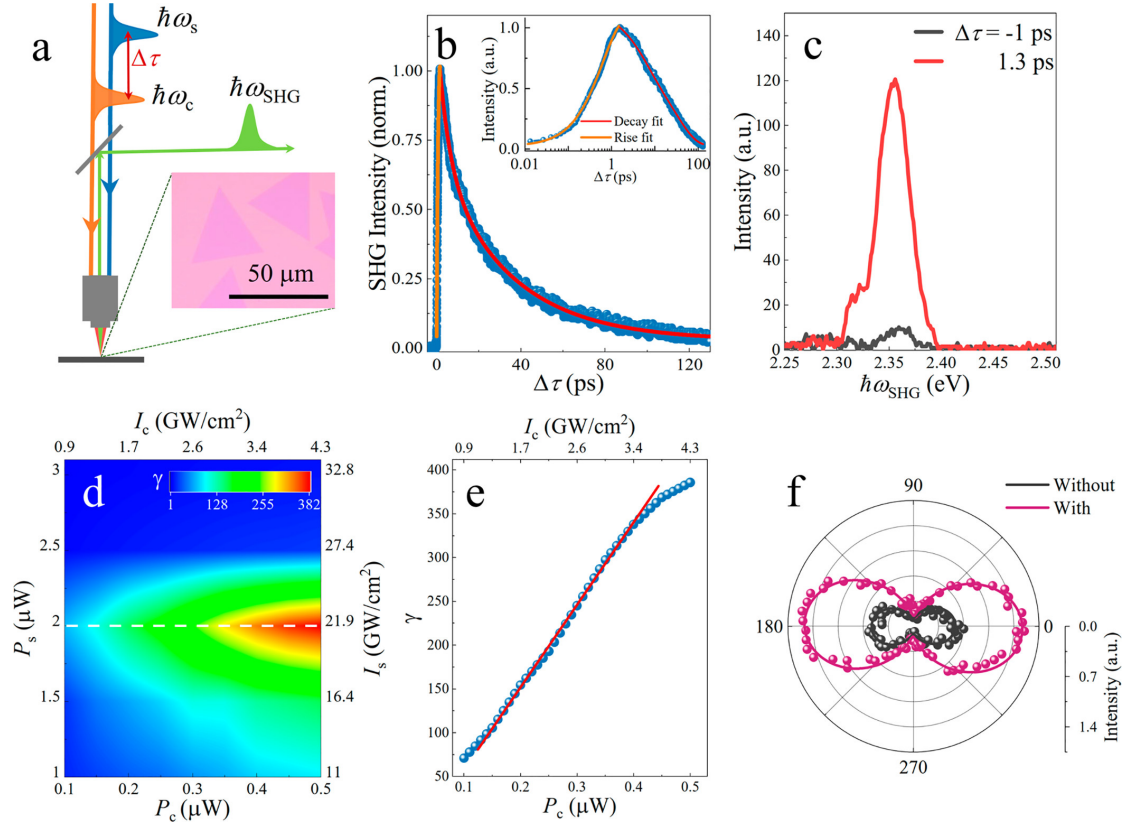 a
ħωs
Δτ
ħωc
ħωSHG
50 μm
b
SHG Intensity (norm.)
1.00
0.75
0.50
0.25
0.00
0
40
80
120
Δτ (ps)
Intensity (a.u.)
1.0
0.5
0.0
Decay fit
Rise fit
0.01
1
100
Δτ (ps)
c
Δτ = -1 ps
1.3 ps
Intensity (a.u.)
140
120
100
80
60
40
20
0
2.25
2.30
2.35
2.40
2.45
2.50
ħωSHG (eV)
Ic (GW/cm2)
0.9
1.7
2.6
3.4
4.3
d
γ
1
128
255
382
Ps (μW)
3
2.5
2
1.5
1
32.8
27.4
21.9
16.4
11
Is (GW/cm2)
0.1
0.2
0.3
0.4
0.5
Pc (μW)
Ic (GW/cm2)
0.9
1.7
2.6
3.4
4.3
e
γ
400
350
300
250
200
150
100
50
0.1
0.2
0.3
0.4
0.5
Pc (μW)
f
Without
With
90
180
0
270
0.0
0.7
1.4
Intensity (a.u.)